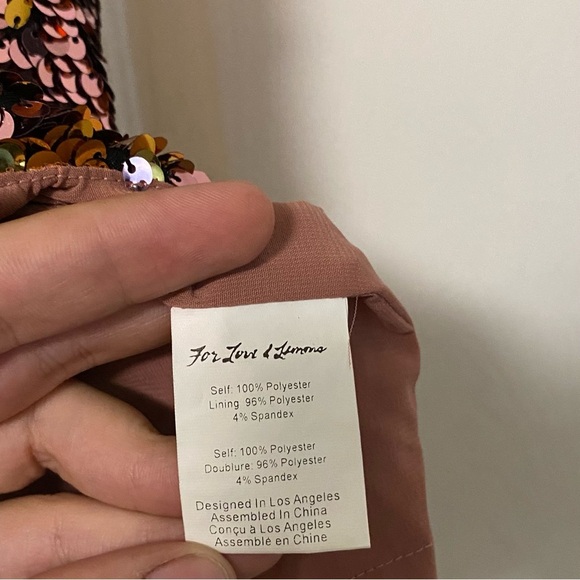 For Love & Lemons
Self: 100% Polyester
Lining: 96% Polyester
4% Spandex
Self: 100% Polyester
Doublure: 96% Polyester
4% Spandex
Designed In Los Angeles
Assembled In China
Conçu à Los Angeles
Assemblé en Chine